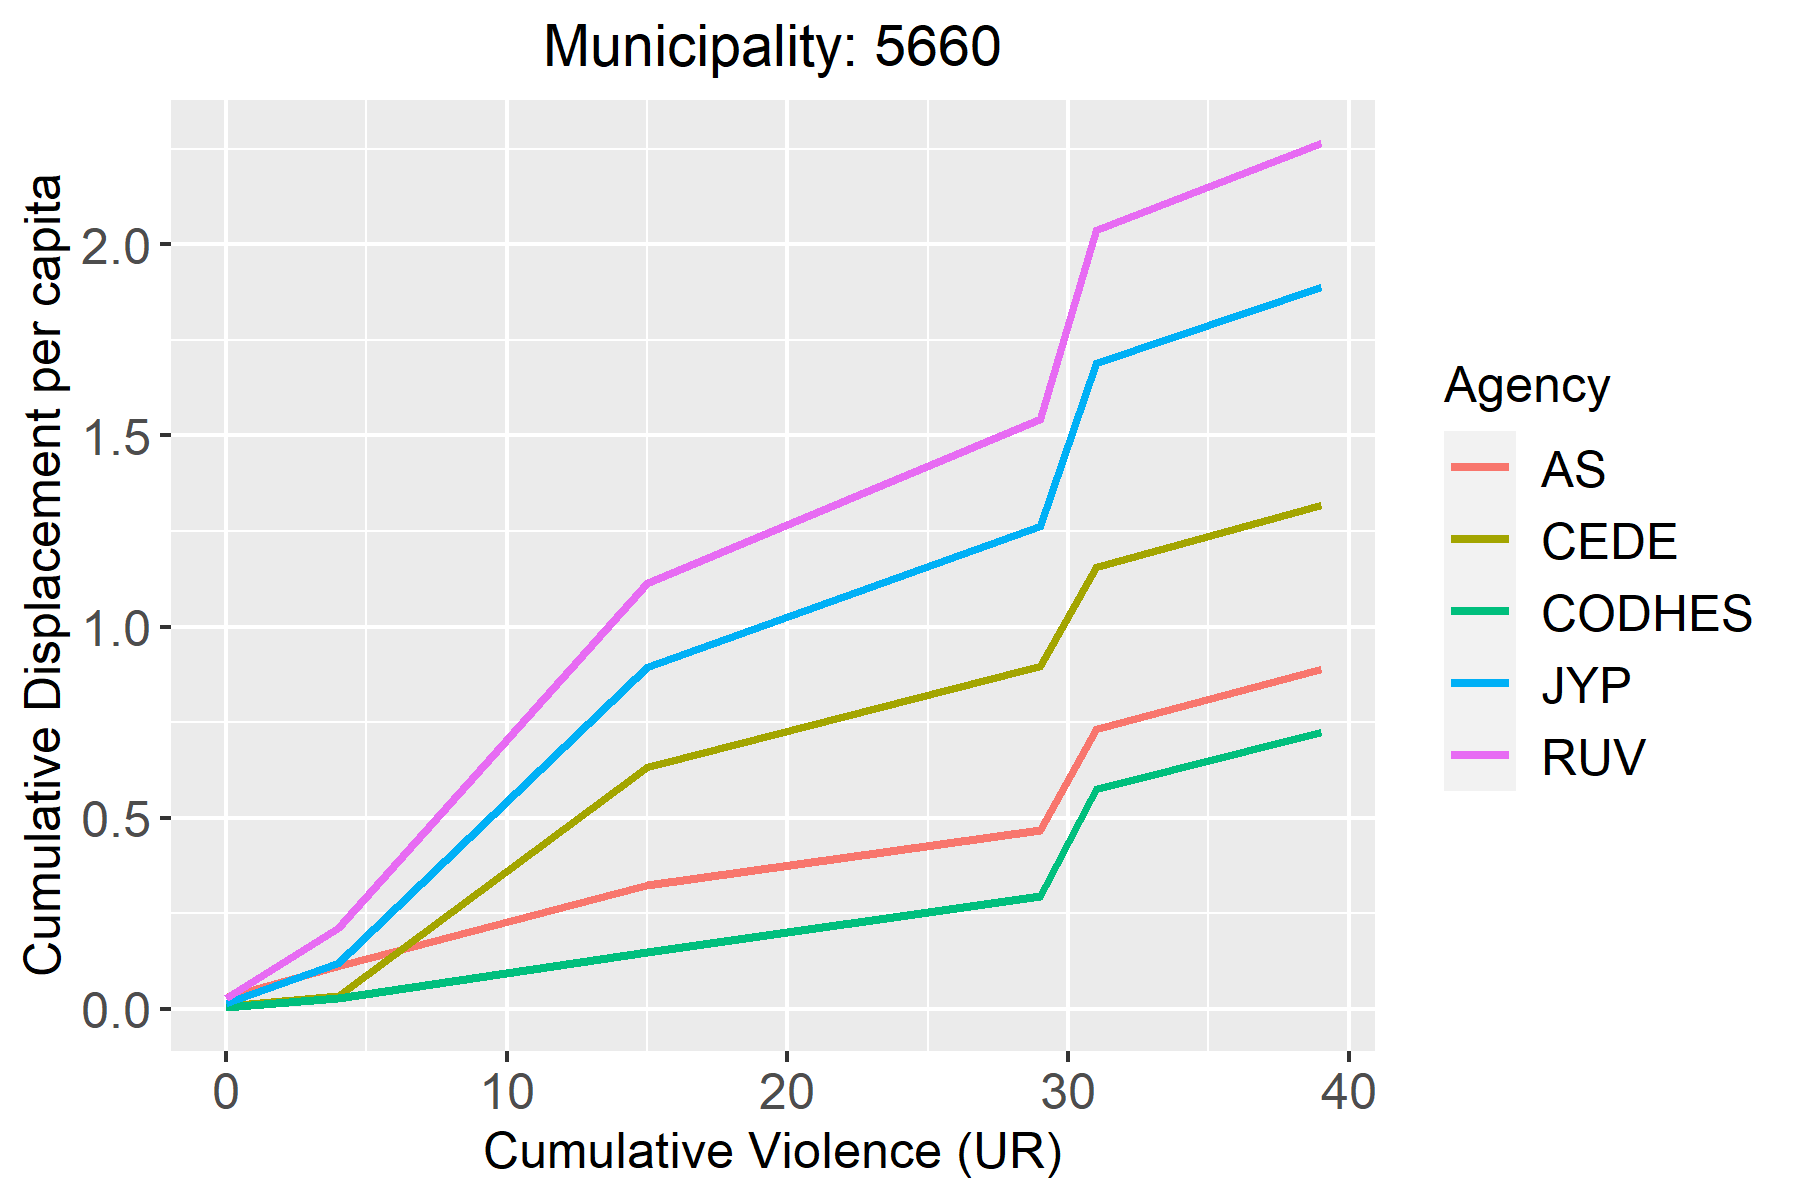 Municipality: 5660
Cumulative Displacement per capita
2.0
1.5
1.0
0.5
0.0
0 10 20 30 40
Cumulative Violence (UR)
Agency
AS
CEDE
CODHES
JYP
RUV